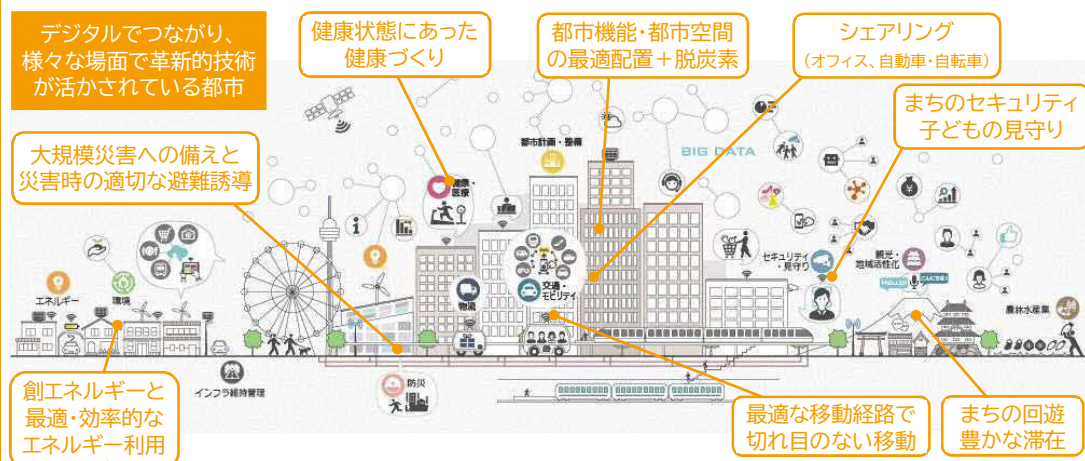 デジタルでつながり、
様々な場面で革新的技術
が活かされている都市
健康状態にあった
健康づくり
都市機能・都市空間
の最適配置＋脱炭素
シェアリング
（オフィス、自動車・自転車）
まちのセキュリティ
子どもの見守り
大規模災害への備えと
災害時の適切な避難誘導
都市計画・整備
BIG DATA
健康・
医療
セキュリティ
・見守り
観光・
地域活性化
エネルギー
環境
物流
交通・
モビリティ
HELLO!
こんにちは!
農林水産業
インフラ維持管理
防災
創エネルギーと
最適・効率的な
エネルギー利用
最適な移動経路で
切れ目のない移動
まちの回遊
豊かな滞在